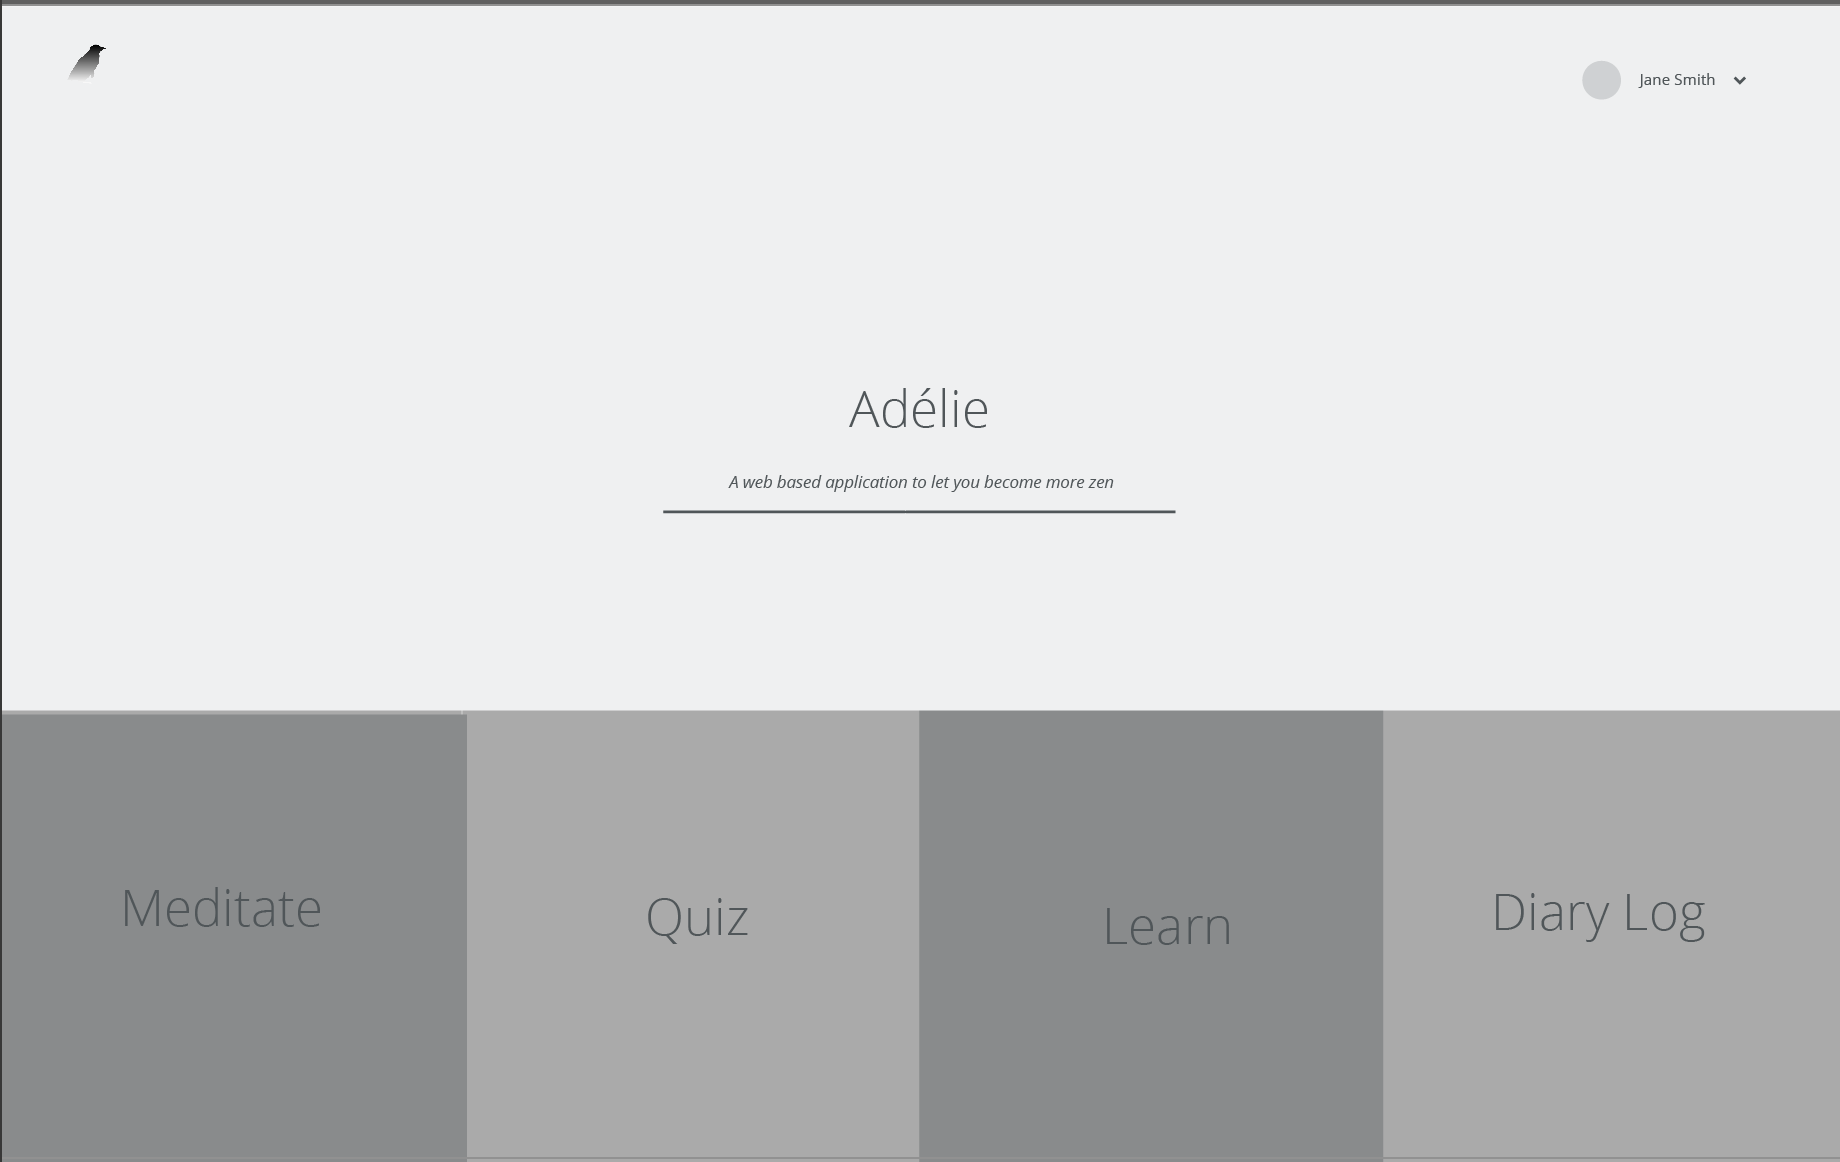 Jane Smith
Adélie
A web based application to let you become more zen
Meditate
Quiz
Learn
Diary Log